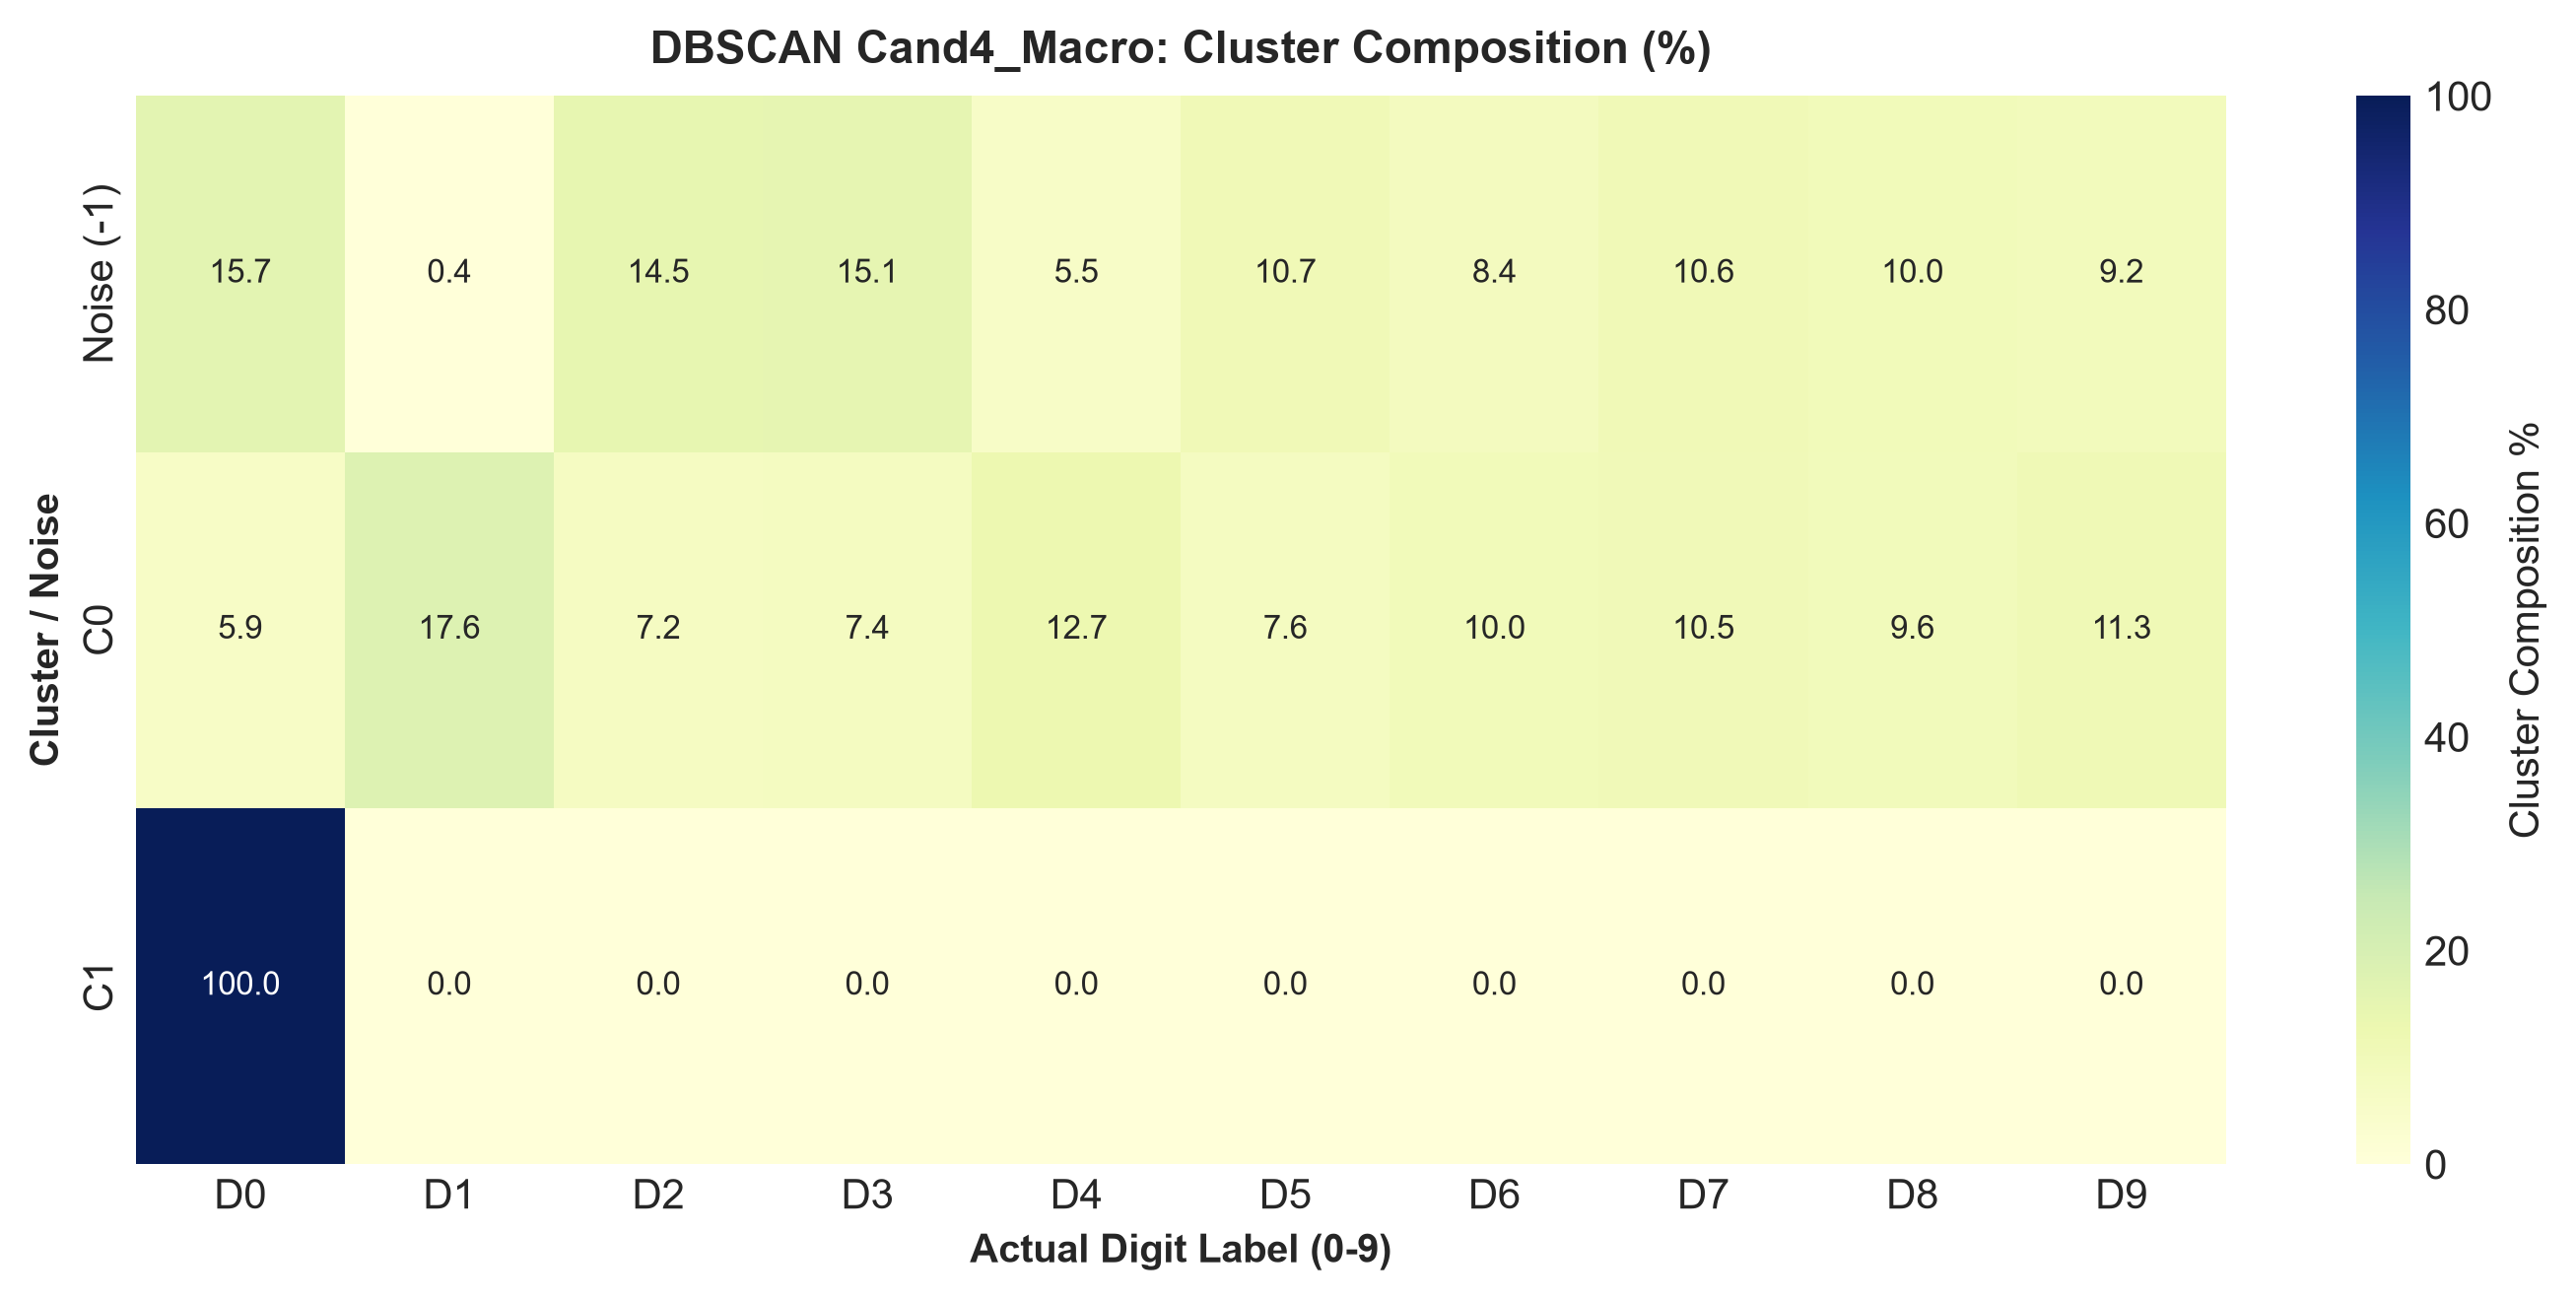 DBSCAN Cand4_Macro: Cluster Composition (%)
Cluster / Noise
Noise (-1)
15.7 0.4 14.5 15.1 5.5 10.7 8.4 10.6 10.0 9.2
C0
5.9 17.6 7.2 7.4 12.7 7.6 10.0 10.5 9.6 11.3
C1
100.0 0.0 0.0 0.0 0.0 0.0 0.0 0.0 0.0 0.0
D0 D1 D2 D3 D4 D5 D6 D7 D8 D9
Actual Digit Label (0-9)
100
80
60
40
20
0
Cluster Composition %